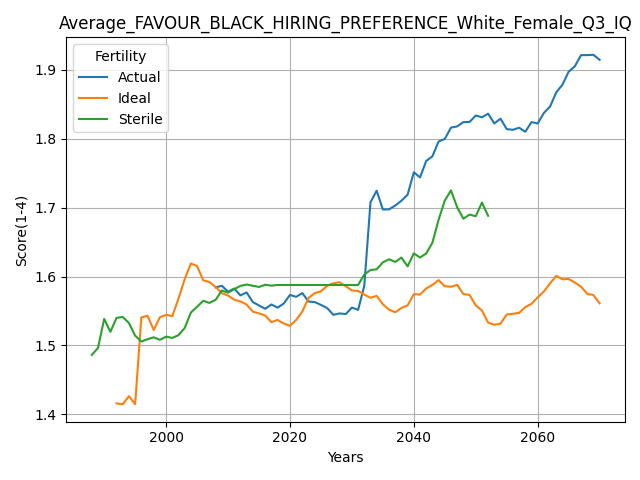 Average_FAVOUR_BLACK_HIRING_PREFERENCE_White_Female_Q3_IQ
Fertility
Actual
Ideal
Sterile
Score(1-4)
1.9
1.8
1.7
1.6
1.5
1.4
2000 2020 2040 2060
Years